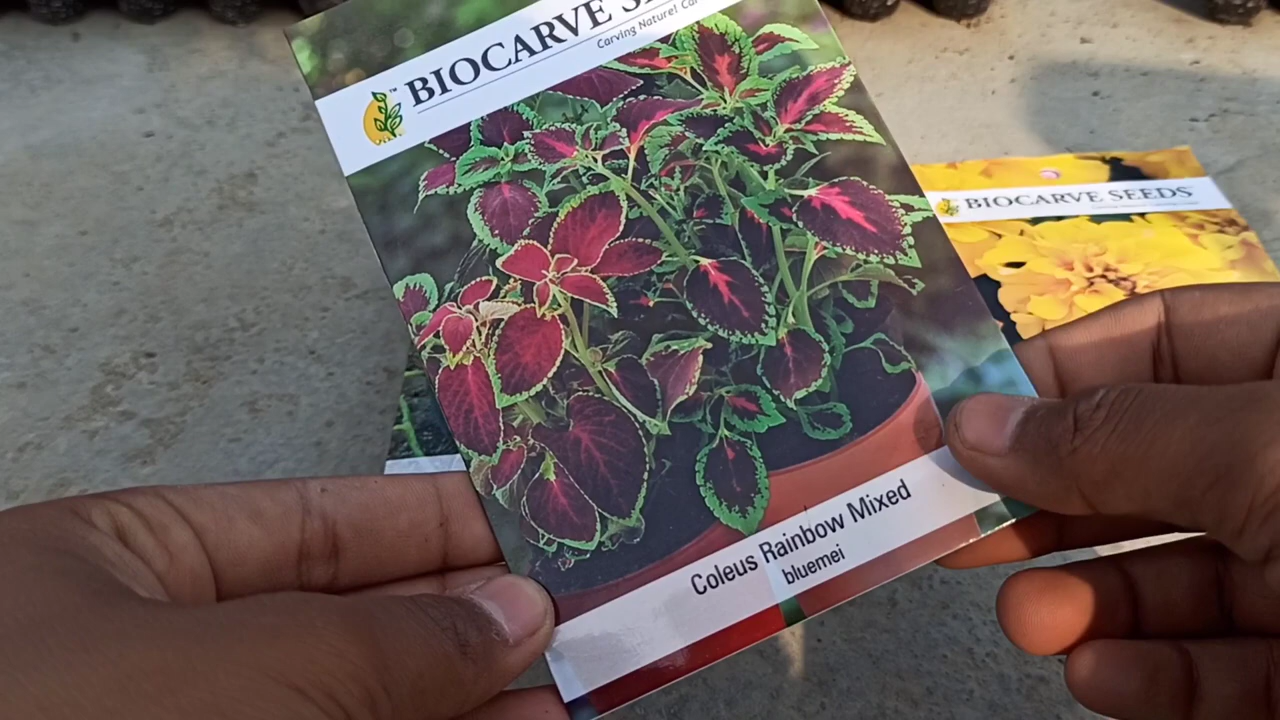 BIOCARVE
Carving Nature!
Coleus Rainbow Mixed
bluemei
BIOCARVE SEEDS